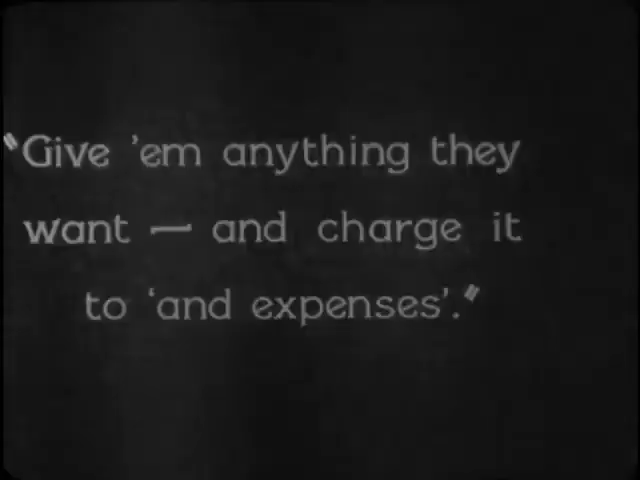 "Give 'em anything they
want — and charge it
to 'and expenses'."